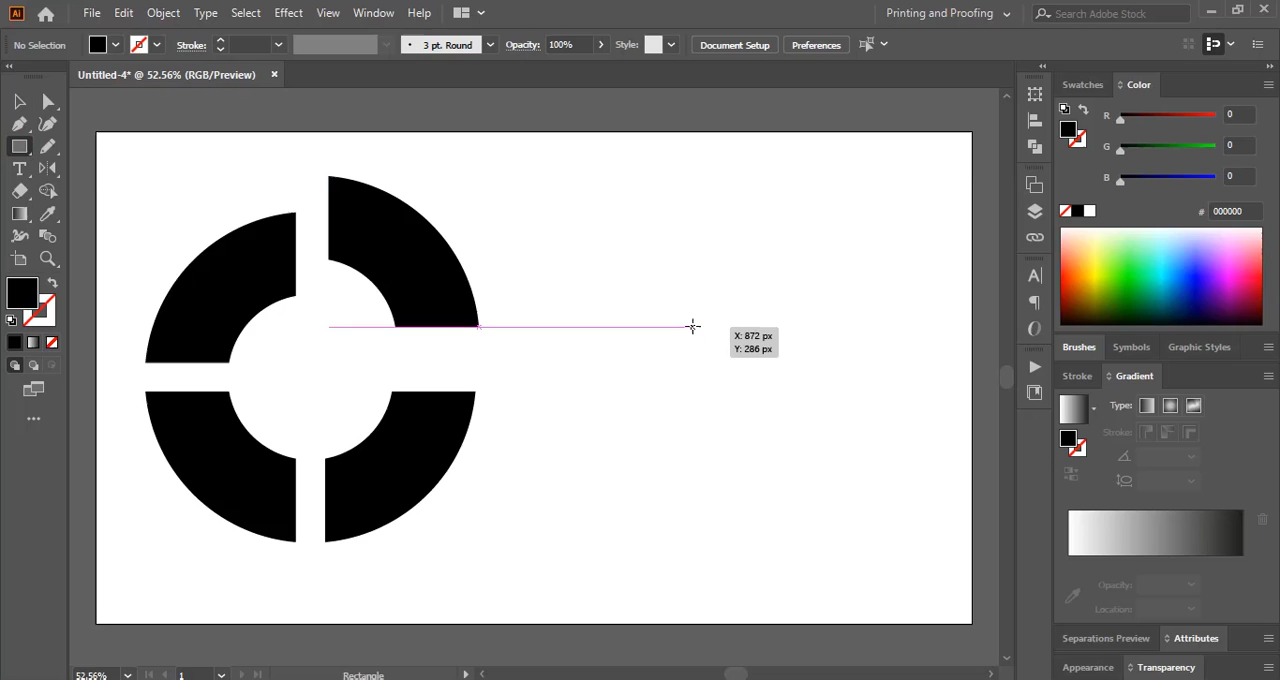 Ai File Edit Object Type Select Effect View Window Help Printing and Proofing Search Adobe Stock
No Selection Stroke: 3 pt. Round Opacity: 100% Style: Document Setup Preferences
Untitled-4* @ 52.56% (RGB/Preview)
Swatches Color
R 0
G 0
B 0
# 000000
X: 872 px
Y: 286 px
Brushes Symbols Graphic Styles
Stroke Gradient
Type:
Stroke:
Opacity:
Location:
Separations Preview Attributes
Appearance Transparency
52.56% 1 Rectangle